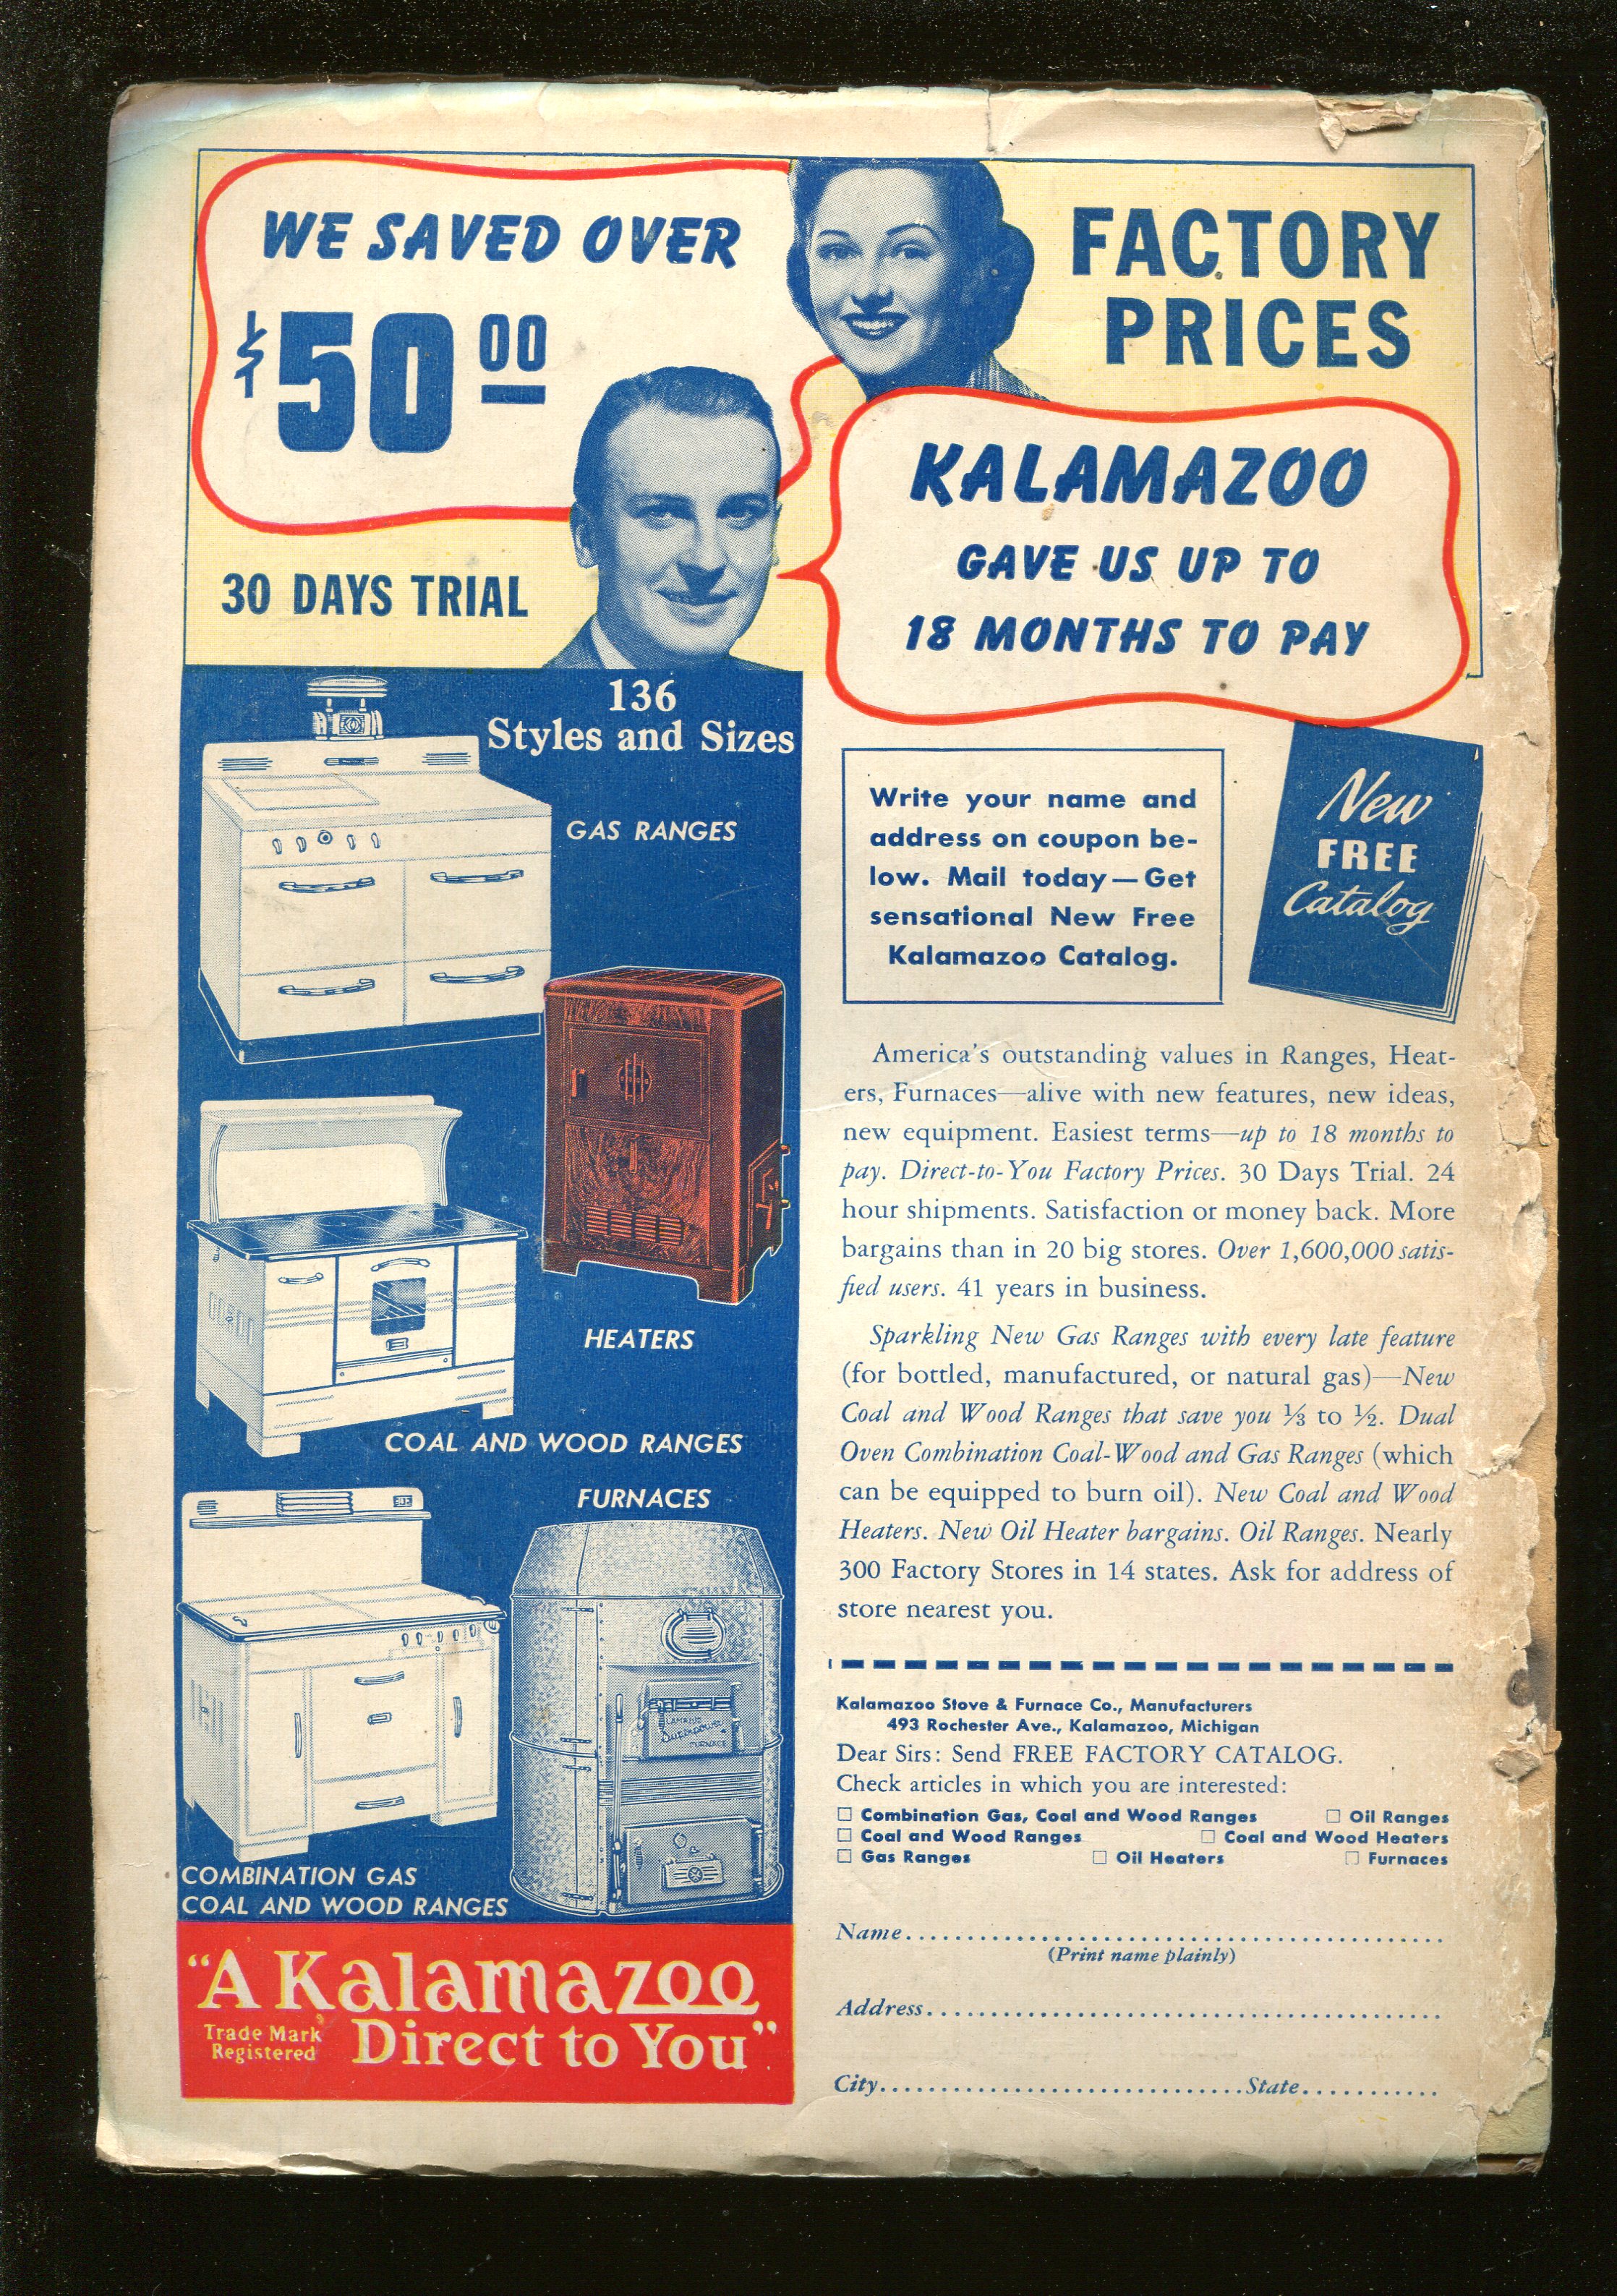 WE SAVED OVER
$50 00
FACTORY
PRICES
30 DAYS TRIAL
KALAMAZOO
GAVE US UP TO
18 MONTHS TO PAY
136
Styles and Sizes
GAS RANGES
HEATERS
COAL AND WOOD RANGES
FURNACES
COMBINATION GAS
COAL AND WOOD RANGES
"A Kalamazoo
Trade Mark
Registered
Direct to You"
Write your name and
address on coupon be-
low. Mail today—Get
sensational New Free
Kalamazoo Catalog.
New
FREE
Catalog
America's outstanding values in Ranges, Heat-
ers, Furnaces—alive with new features, new ideas,
new equipment. Easiest terms—up to 18 months to
pay. Direct-to-You Factory Prices. 30 Days Trial. 24
hour shipments. Satisfaction or money back. More
bargains than in 20 big stores. Over 1,600,000 satis-
fied users. 41 years in business.
Sparkling New Gas Ranges with every late feature
(for bottled, manufactured, or natural gas)—New
Coal and Wood Ranges that save you ⅓ to ½. Dual
Oven Combination Coal-Wood and Gas Ranges (which
can be equipped to burn oil). New Coal and Wood
Heaters. New Oil Heater bargains. Oil Ranges. Nearly
300 Factory Stores in 14 states. Ask for address of
store nearest you.
Kalamazoo Stove & Furnace Co., Manufacturers
493 Rochester Ave., Kalamazoo, Michigan
Dear Sirs: Send FREE FACTORY CATALOG.
Check articles in which you are interested:
☐ Combination Gas, Coal and Wood Ranges ☐ Oil Ranges
☐ Coal and Wood Ranges ☐ Coal and Wood Heaters
☐ Gas Ranges ☐ Oil Heaters ☐ Furnaces
Name
(Print name plainly)
Address
City State